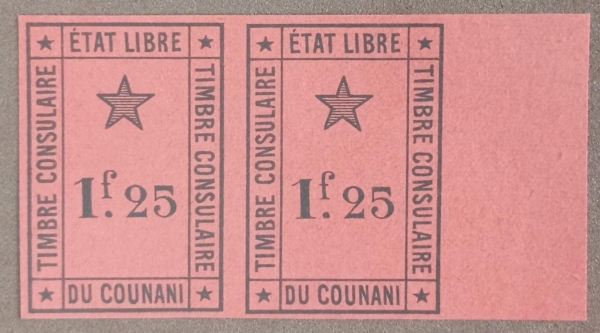 ÉTAT LIBRE
TIMBRE CONSULAIRE
TIMBRE CONSULAIRE
1f. 25
DU COUNANI
ÉTAT LIBRE
TIMBRE CONSULAIRE
TIMBRE CONSULAIRE
1f. 25
DU COUNANI